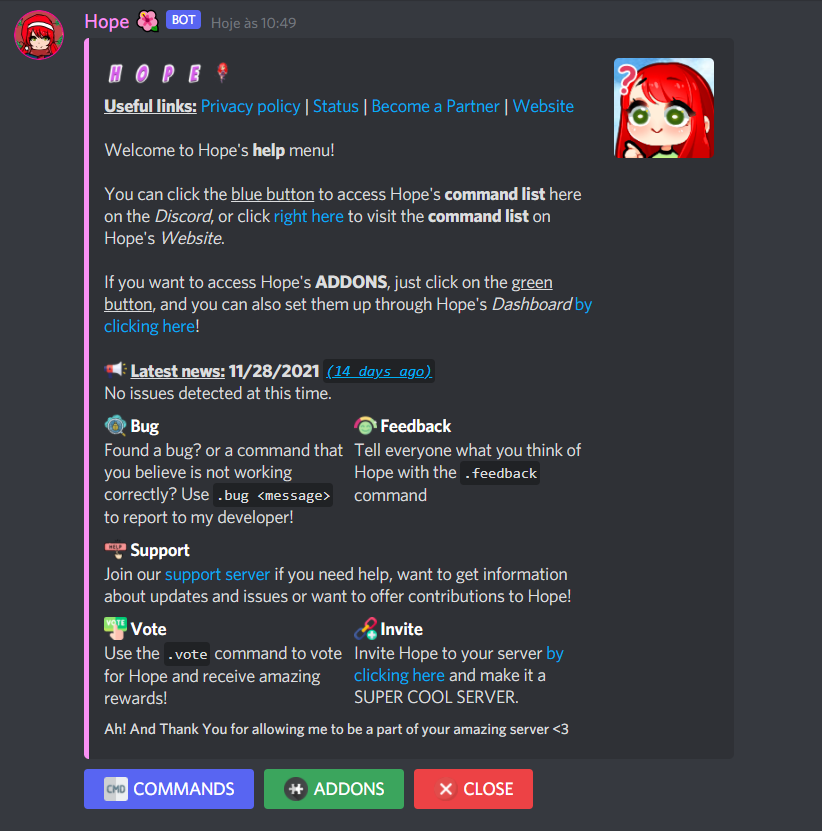 Hope BOT Hoje às 10:49
HOPE
Useful links: Privacy policy | Status | Become a Partner | Website
?
Welcome to Hope's help menu!
You can click the blue button to access Hope's command list here
on the Discord, or click right here to visit the command list on
Hope's Website.
If you want to access Hope's ADDONS, just click on the green
button, and you can also set them up through Hope's Dashboard by
clicking here!
Latest news: 11/28/2021 (14 days ago)
No issues detected at this time.
Bug
Found a bug? or a command that
you believe is not working
correctly? Use .bug <message>
to report to my developer!
Feedback
Tell everyone what you think of
Hope with the .feedback
command
HELP Support
Join our support server if you need help, want to get information
about updates and issues or want to offer contributions to Hope!
VOTE Vote
Use the .vote command to vote
for Hope and receive amazing
rewards!
Invite
Invite Hope to your server by
clicking here and make it a
SUPER COOL SERVER.
Ah! And Thank You for allowing me to be a part of your amazing server <3
CMD COMMANDS
ADDONS
CLOSE